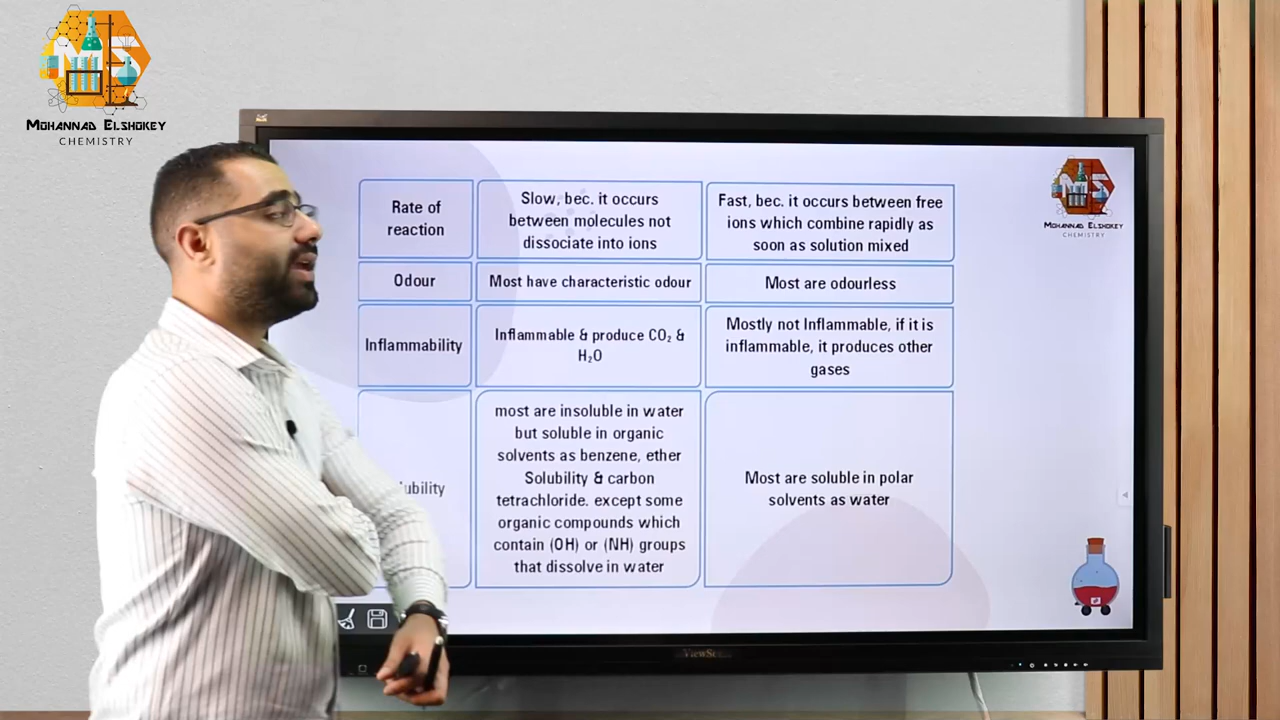 MOHANNAD ELSHOKEY
CHEMISTRY
MOHANNAD ELSHOKEY
CHEMISTRY
Rate of
reaction
Slow, bec. it occurs
between molecules not
dissociate into ions
Fast, bec. it occurs between free
ions which combine rapidly as
soon as solution mixed
Odour
Most have characteristic odour
Most are odourless
Inflammability
Inflammable & produce CO₂ &
H₂O
Mostly not Inflammable, if it is
inflammable, it produces other
gases
most are insoluble in water
but soluble in organic
solvents as benzene, ether
Solubility & carbon
tetrachloride. except some
organic compounds which
contain (OH) or (NH) groups
that dissolve in water
Most are soluble in polar
solvents as water